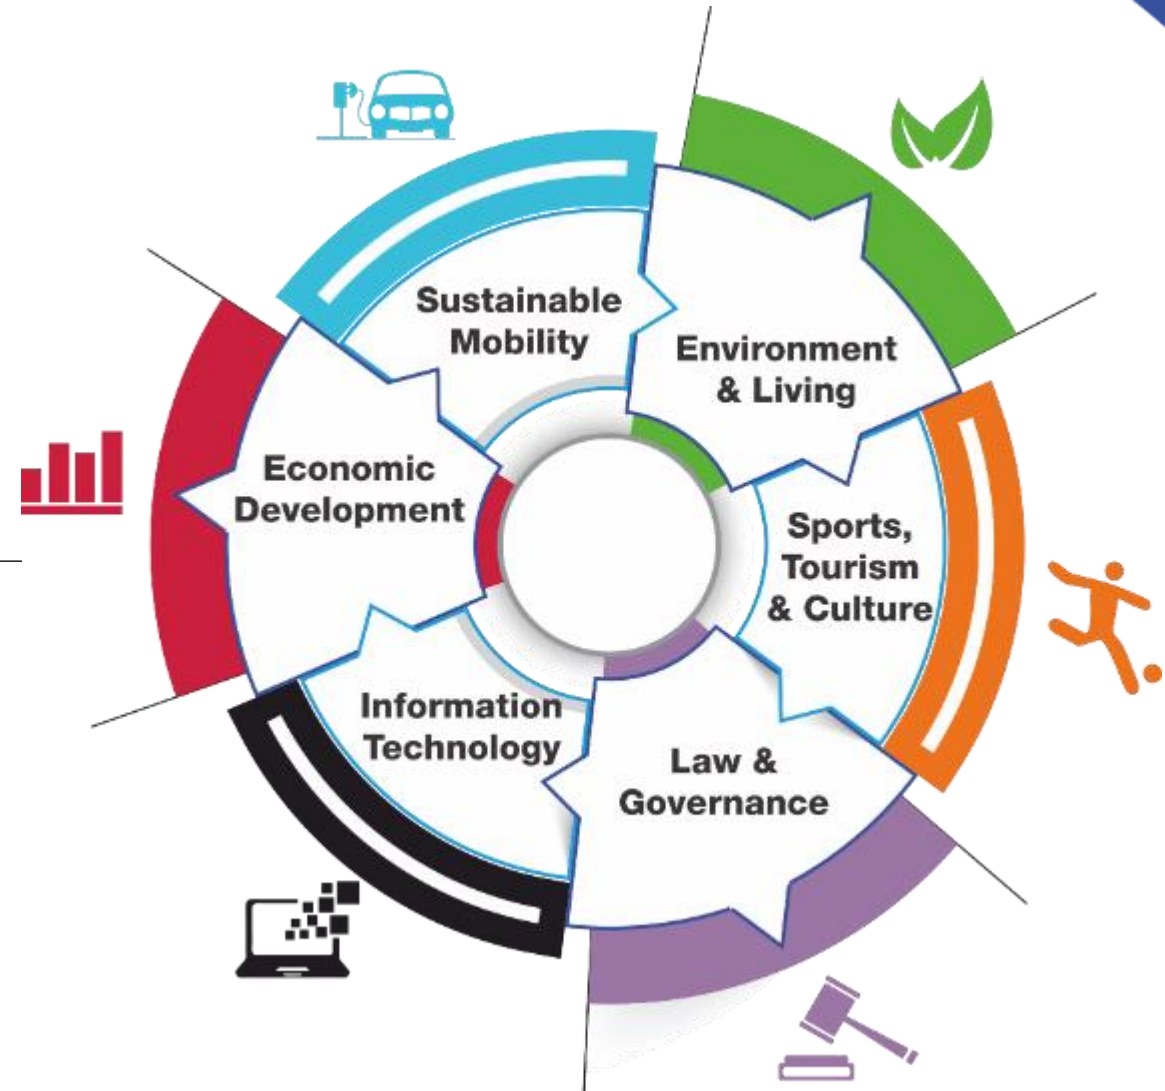 Sustainable
Mobility
Environment
& Living
Economic
Development
Sports,
Tourism
& Culture
Information
Technology
Law &
Governance